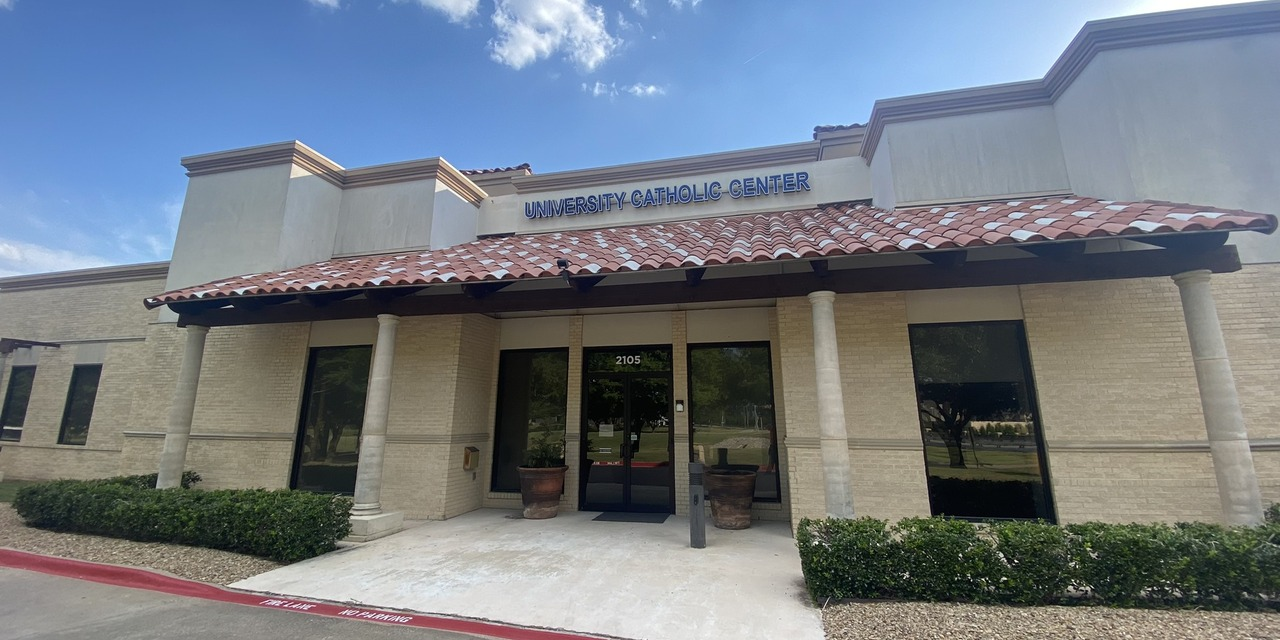 UNIVERSITY CATHOLIC CENTER
2105
FIRE LANE NO PARKING